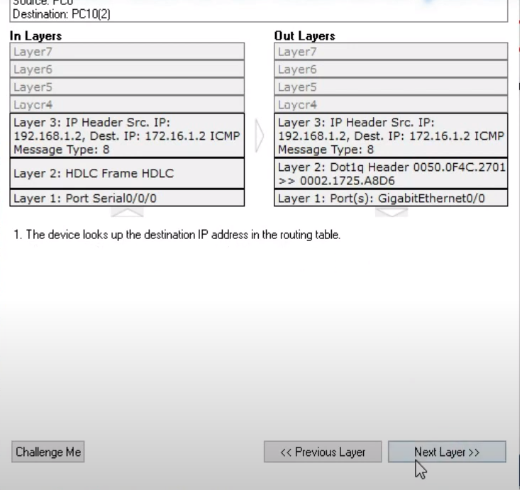 Source: PC0
Destination: PC10(2)
In Layers
Layer7
Layer6
Layer5
Layer4
Layer 3: IP Header Src. IP:
192.168.1.2, Dest. IP: 172.16.1.2 ICMP
Message Type: 8
Layer 2: HDLC Frame HDLC
Layer 1: Port Serial0/0/0
Out Layers
Layer7
Layer6
Layer5
Layer4
Layer 3: IP Header Src. IP:
192.168.1.2, Dest. IP: 172.16.1.2 ICMP
Message Type: 8
Layer 2: Dot1q Header 0050.0F4C.2701
>> 0002.1725.A8D6
Layer 1: Port(s): GigabitEthernet0/0
1. The device looks up the destination IP address in the routing table.
Challenge Me
<< Previous Layer
Next Layer >>